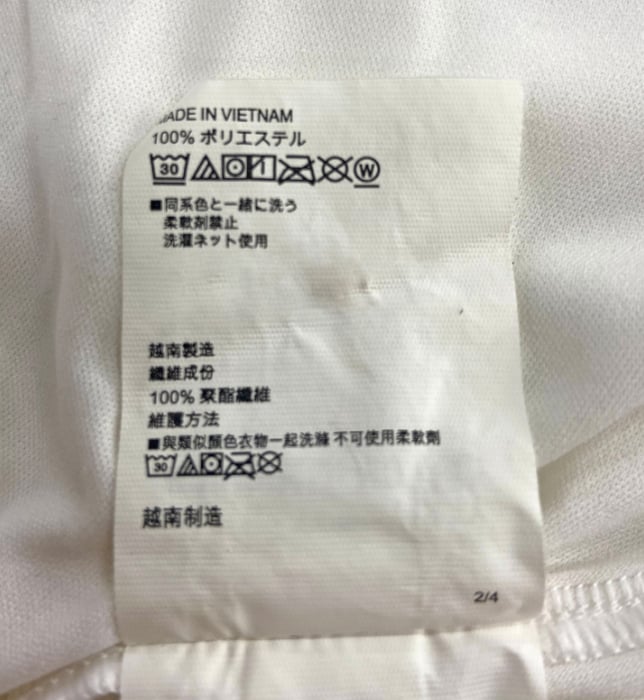 MADE IN VIETNAM
100% ポリエステル
30 W
■同系色と一緒に洗う
柔軟剤禁止
洗濯ネット使用
越南製造
纖維成份
100% 聚酯纖維
維護方法
■與類似顏色衣物一起洗滌 不可使用柔軟劑
30
越南制造
2/4